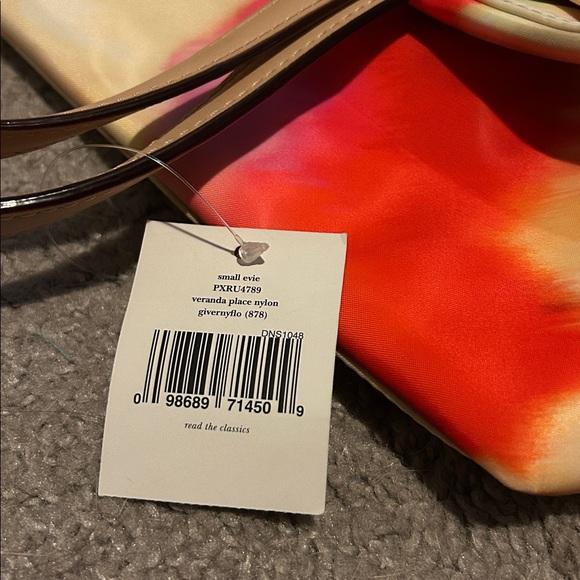 small evie
PXRU4789
veranda place nylon
givernyflo (878)
DNS1048
0 98689 71450 9
read the classics